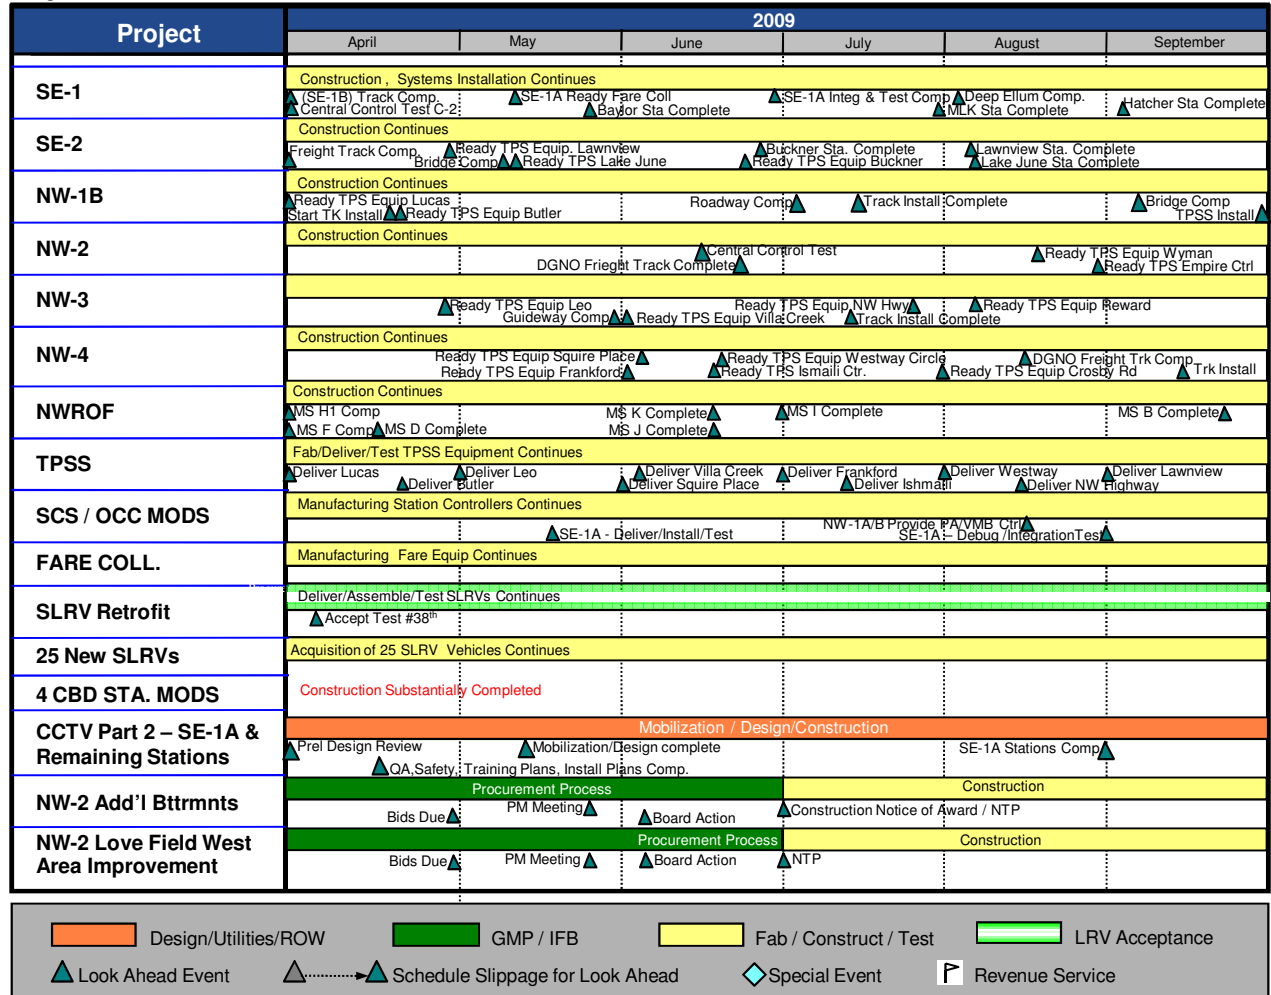 Project
2009
April May June July August September
SE-1
Construction , Systems Installation Continues
(SE-1B) Track Comp. SE-1A Ready Fare Coll SE-1A Integ & Test Comp Deep Ellum Comp.
Central Control Test C-2 Baylor Sta Complete MLK Sta Complete Hatcher Sta Complete
SE-2
Construction Continues
Freight Track Comp. Ready TPS Equip. Lawnview Buckner Sta. Complete Lawnview Sta. Complete
Bridge Comp Ready TPS Lake June Ready TPS Equip Buckner Lake June Sta Complete
NW-1B
Construction Continues
Ready TPS Equip Lucas Roadway Comp Track Install Complete Bridge Comp
Start TK Install Ready TPS Equip Butler TPSS Install
NW-2
Construction Continues
Central Control Test Ready TPS Equip Wyman
DGNO Frieght Track Complete Ready TPS Empire Ctrl
NW-3
Ready TPS Equip Leo Ready TPS Equip NW Hwy Ready TPS Equip Reward
Guideway Comp Ready TPS Equip Villa Creek Track Install Complete
NW-4
Construction Continues
Ready TPS Equip Squire Place Ready TPS Equip Westway Circle DGNO Freight Trk Comp
Ready TPS Equip Frankford Ready TPS Ismaili Ctr. Ready TPS Equip Crosby Rd Trk Install
NWROF
Construction Continues
MS H1 Comp MS K Complete MS I Complete MS B Complete
MS F Comp MS D Complete MS J Complete
TPSS
Fab/Deliver/Test TPSS Equipment Continues
Deliver Lucas Deliver Leo Deliver Villa Creek Deliver Frankford Deliver Westway Deliver Lawnview
Deliver Butler Deliver Squire Place Deliver Ishmaili Deliver NW Highway
SCS / OCC MODS
Manufacturing Station Controllers Continues
NW-1A/B Provide PA/VMB Ctrl
SE-1A - Deliver/Install/Test SE-1A – Debug /IntegrationTest
FARE COLL.
Manufacturing Fare Equip Continues
SLRV Retrofit
Deliver/Assemble/Test SLRVs Continues
Accept Test #38th
25 New SLRVs
Acquisition of 25 SLRV Vehicles Continues
4 CBD STA. MODS
Construction Substantially Completed
CCTV Part 2 – SE-1A &
Remaining Stations
Mobilization / Design/Construction
Prel Design Review Mobilization/Design complete SE-1A Stations Comp
QA,Safety, Training Plans, Install Plans Comp.
NW-2 Add'l Bttrmnts
Procurement Process Construction
PM Meeting Construction Notice of Award / NTP
Bids Due Board Action
NW-2 Love Field West
Area Improvement
Procurement Process Construction
Bids Due PM Meeting Board Action NTP
Design/Utilities/ROW GMP / IFB Fab / Construct / Test LRV Acceptance
Look Ahead Event Schedule Slippage for Look Ahead Special Event Revenue Service